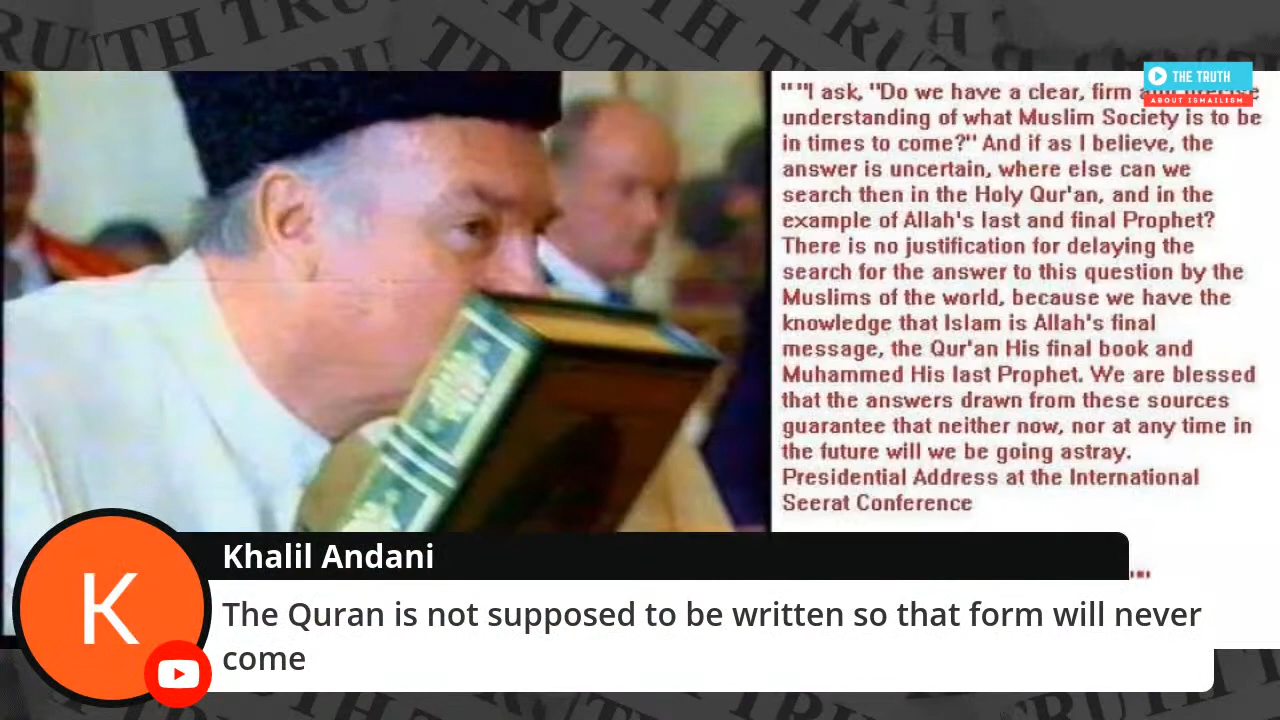 THE TRUTH
ABOUT ISMAILISM
""I ask, "Do we have a clear, firm and precise
understanding of what Muslim Society is to be
in times to come?" And if as I believe, the
answer is uncertain, where else can we
search then in the Holy Qur'an, and in the
example of Allah's last and final Prophet?
There is no justification for delaying the
search for the answer to this question by the
Muslims of the world, because we have the
knowledge that Islam is Allah's final
message, the Qur'an His final book and
Muhammed His last Prophet. We are blessed
that the answers drawn from these sources
guarantee that neither now, nor at any time in
the future will we be going astray.
Presidential Address at the International
Seerat Conference
K
Khalil Andani
The Quran is not supposed to be written so that form will never
come